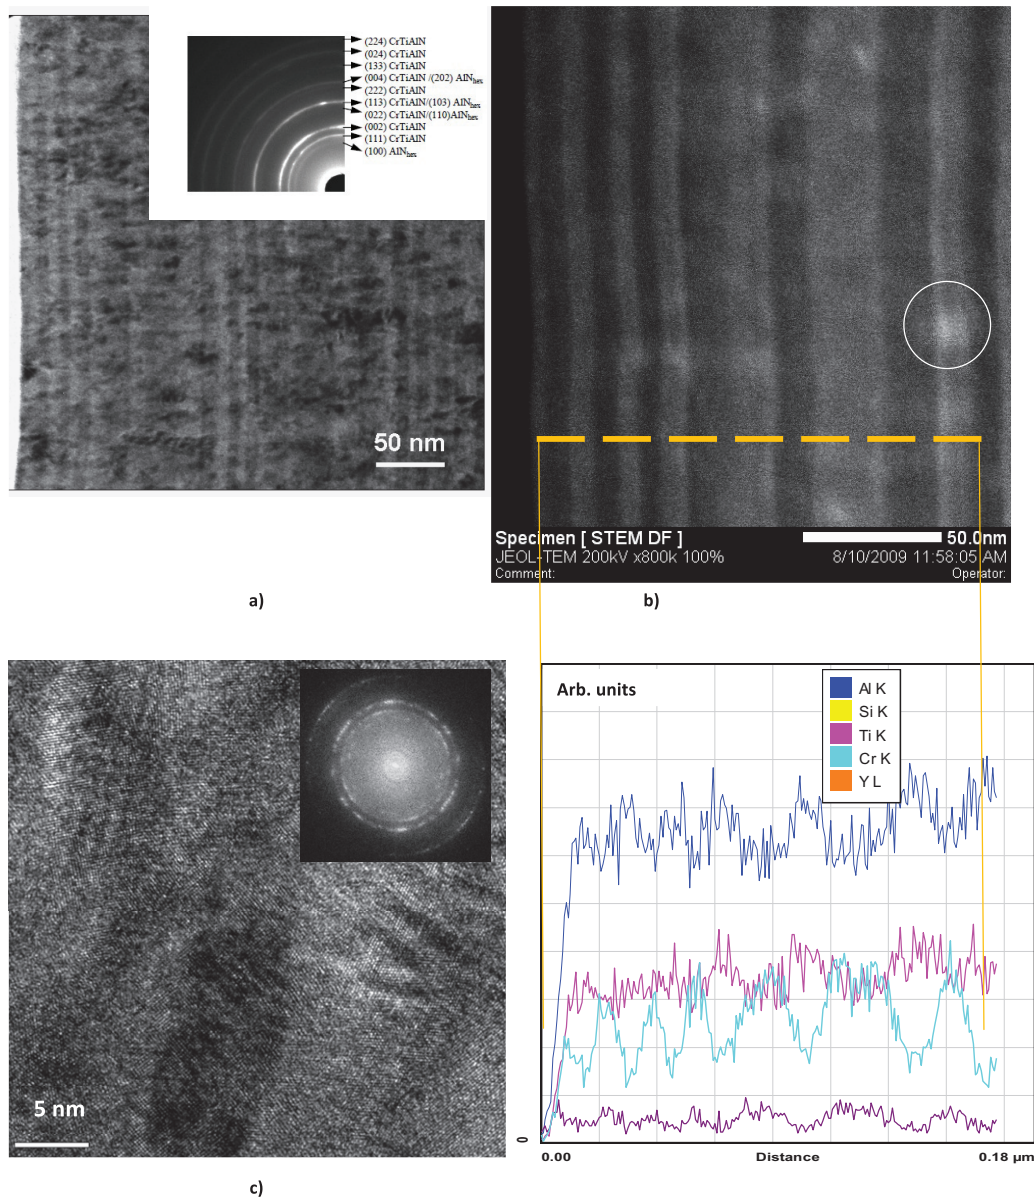 (224) CrTiAlN
(024) CrTiAlN
(133) CrTiAlN
(004) CrTiAlN /(202) AlNhex
(222) CrTiAlN
(113) CrTiAlN/(103) AlNhex
(022) CrTiAlN/(110)AlNhex
(002) CrTiAlN
(111) CrTiAlN
(100) AlNhex
50 nm
a)
Specimen [ STEM DF ]
50.0nm
JEOL-TEM 200kV x800k 100%
8/10/2009 11:58:05 AM
Comment:
Operator:
b)
5 nm
c)
Arb. units
Al K
Si K
Ti K
Cr K
Y L
0
0.00
Distance
0.18 µm